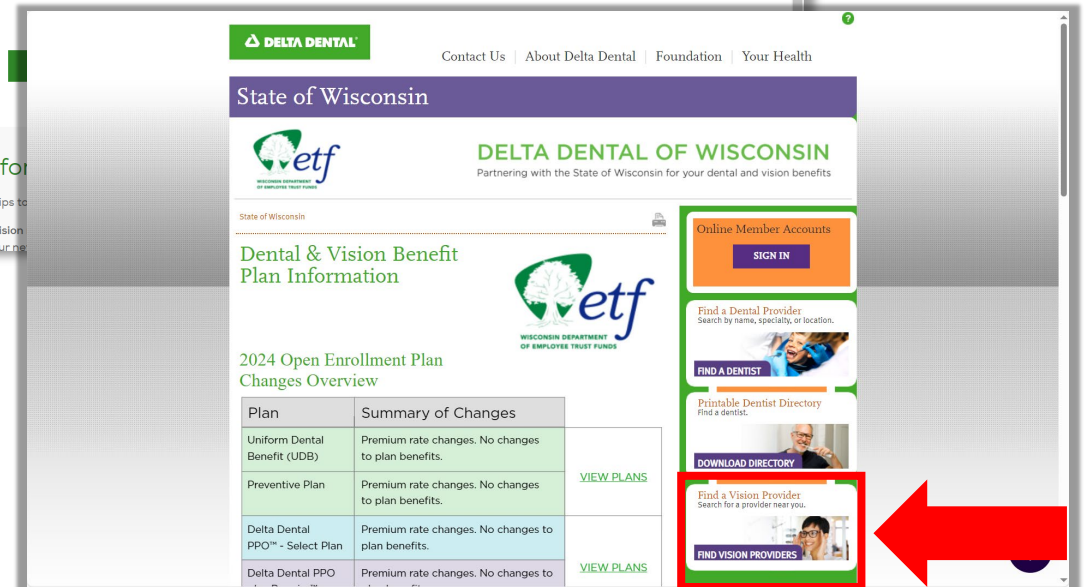 ?
DELTA DENTAL®
Contact Us | About Delta Dental | Foundation | Your Health
State of Wisconsin
etf
WISCONSIN DEPARTMENT
OF EMPLOYEE TRUST FUNDS
DELTA DENTAL OF WISCONSIN
Partnering with the State of Wisconsin for your dental and vision benefits
State of Wisconsin
Dental & Vision Benefit
Plan Information
etf
WISCONSIN DEPARTMENT
OF EMPLOYEE TRUST FUNDS
2024 Open Enrollment Plan
Changes Overview
Plan
Summary of Changes
Uniform Dental
Benefit (UDB)
Premium rate changes. No changes
to plan benefits.
Preventive Plan
Premium rate changes. No changes
to plan benefits.
VIEW PLANS
Delta Dental
PPO™ - Select Plan
Premium rate changes. No changes to
plan benefits.
Delta Dental PPO
Premium rate changes. No changes to
VIEW PLANS
Online Member Accounts
SIGN IN
Find a Dental Provider
Search by name, specialty, or location.
FIND A DENTIST
Printable Dentist Directory
Find a dentist.
DOWNLOAD DIRECTORY
Find a Vision Provider
Search for a provider near you.
FIND VISION PROVIDERS